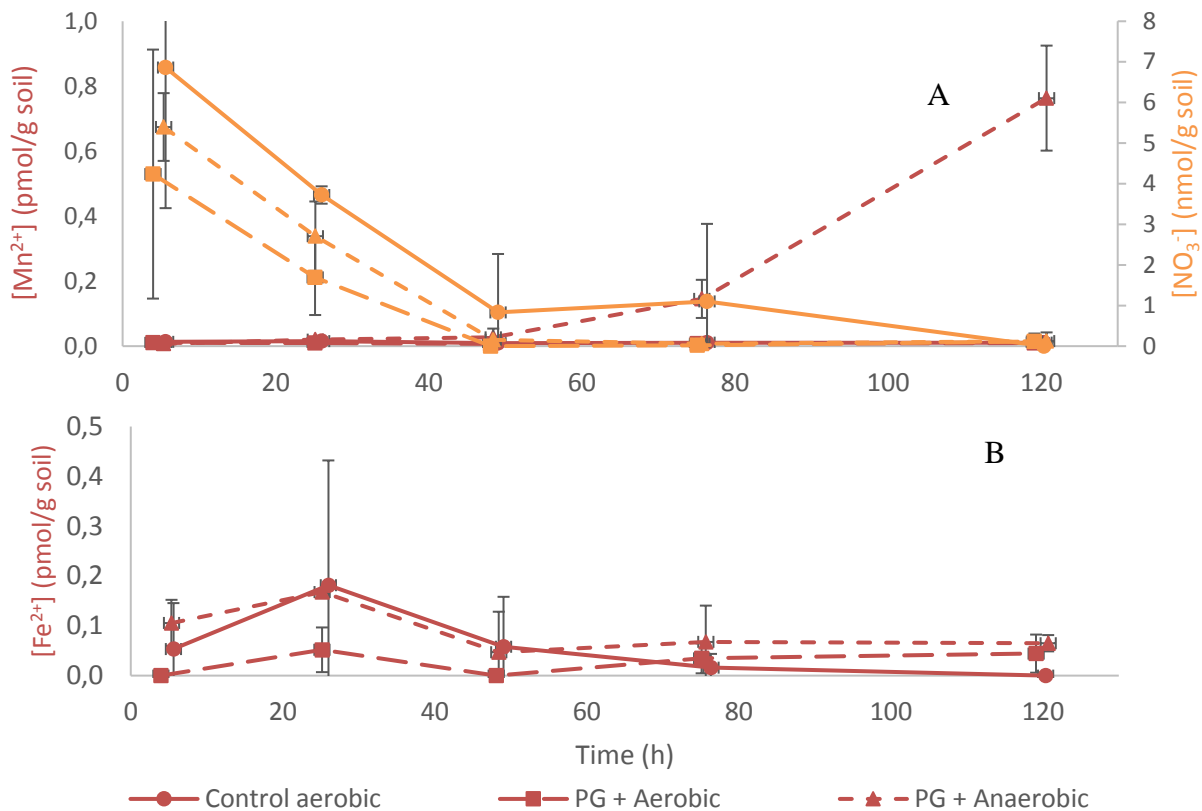 [Mn²⁺] (pmol/g soil)
1,0
0,8
0,6
0,4
0,2
0,0
A
8
7
6
5
4
3
2
1
0
[NO₃⁻] (nmol/g soil)
0 20 40 60 80 100 120
[Fe²⁺] (pmol/g soil)
0,5
0,4
0,3
0,2
0,1
0,0
B
0 20 40 60 80 100 120
Time (h)
Control aerobic PG + Aerobic PG + Anaerobic